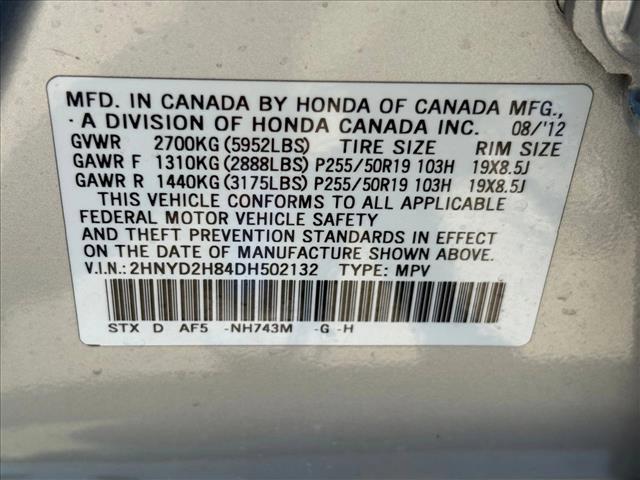 MFD. IN CANADA BY HONDA OF CANADA MFG.,
A DIVISION OF HONDA CANADA INC. 08/'12
GVWR 2700KG(5952LBS) TIRE SIZE RIM SIZE
GAWR F 1310KG(2888LBS) P255/50R19 103H 19X8.5J
GAWR R 1440KG(3175LBS) P255/50R19 103H 19X8.5J
THIS VEHICLE CONFORMS TO ALL APPLICABLE
FEDERAL MOTOR VEHICLE SAFETY
AND THEFT PREVENTION STANDARDS IN EFFECT
ON THE DATE OF MANUFACTURE SHOWN ABOVE.
V.I.N.: 2HNYD2H84DH502132 TYPE: MPV
STX D AF5 -NH743M -G -H